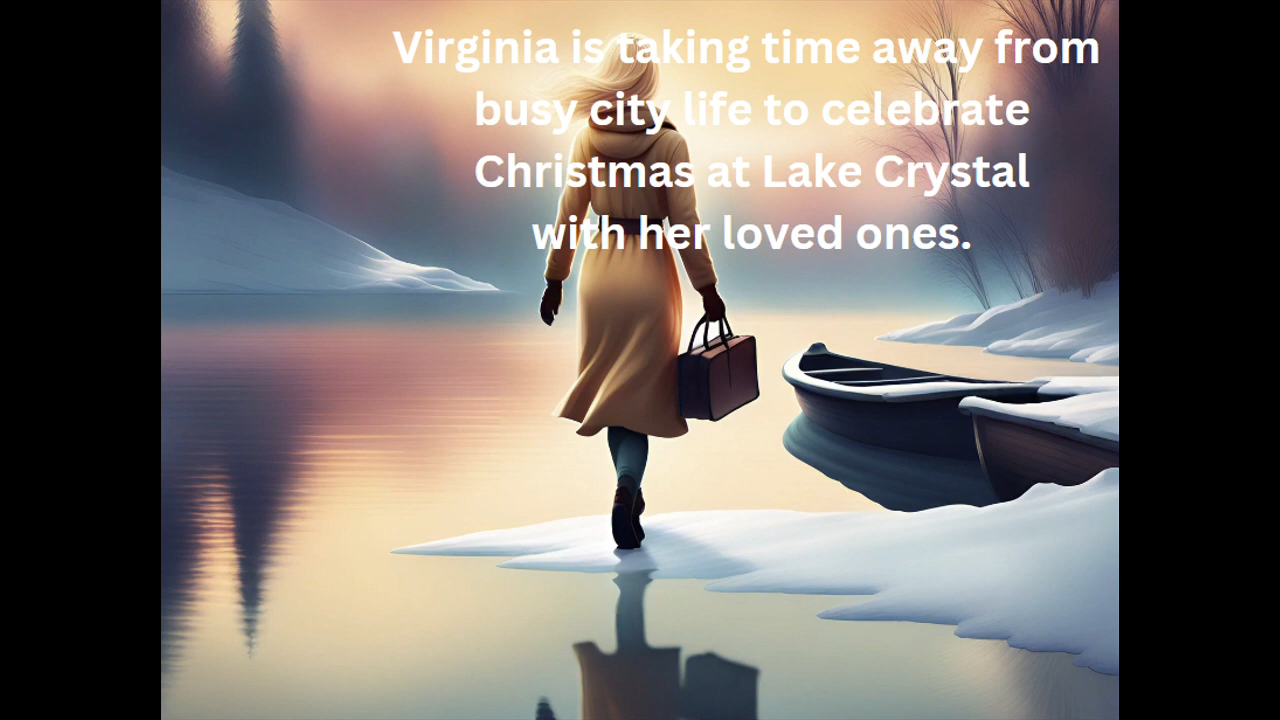 Virginia is taking time away from
busy city life to celebrate
Christmas at Lake Crystal
with her loved ones.